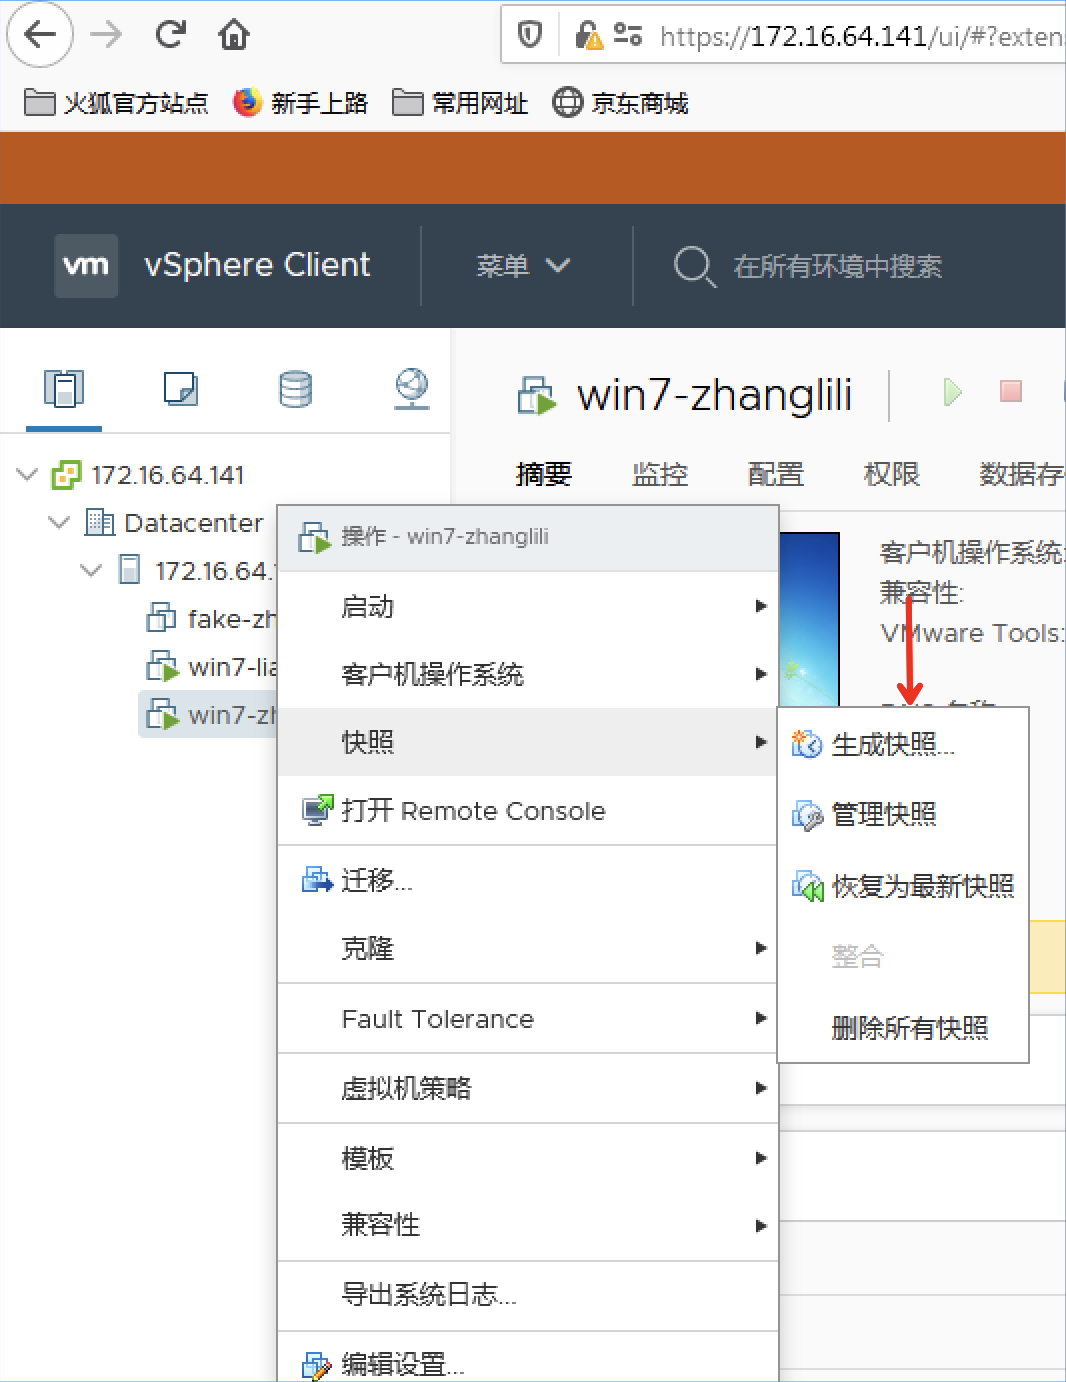 https://172.16.64.141/ui/#?exten
火狐官方站点 新手上路 常用网址 京东商城
vm vSphere Client 菜单 在所有环境中搜索
win7-zhanglili
摘要 监控 配置 权限 数据存
172.16.64.141
Datacenter
172.16.64.
fake-zh
win7-lia
win7-zh
客户机操作系统:
兼容性:
VMware Tools:
操作 - win7-zhanglili
启动
客户机操作系统
快照
打开 Remote Console
迁移...
克隆
Fault Tolerance
虚拟机策略
模板
兼容性
导出系统日志...
编辑设置...
生成快照...
管理快照
恢复为最新快照
整合
删除所有快照